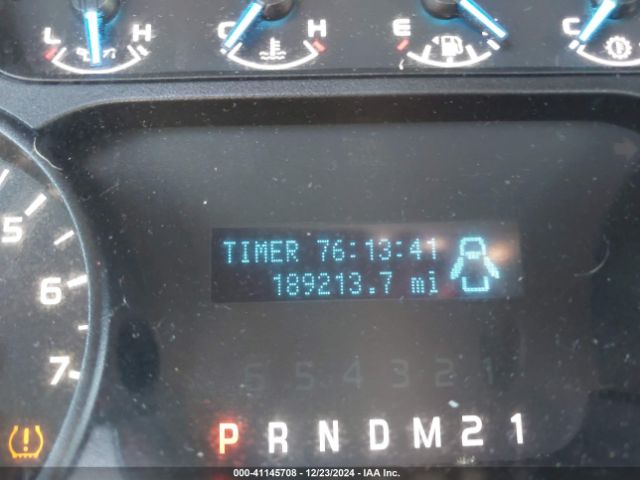 L H C H E C
TIMER 76:13:41
189213.7 mi
5
6
7
6 5 4 3 2 1
P R N D M 2 1
000-41145708 - 12/23/2024 - IAA Inc.